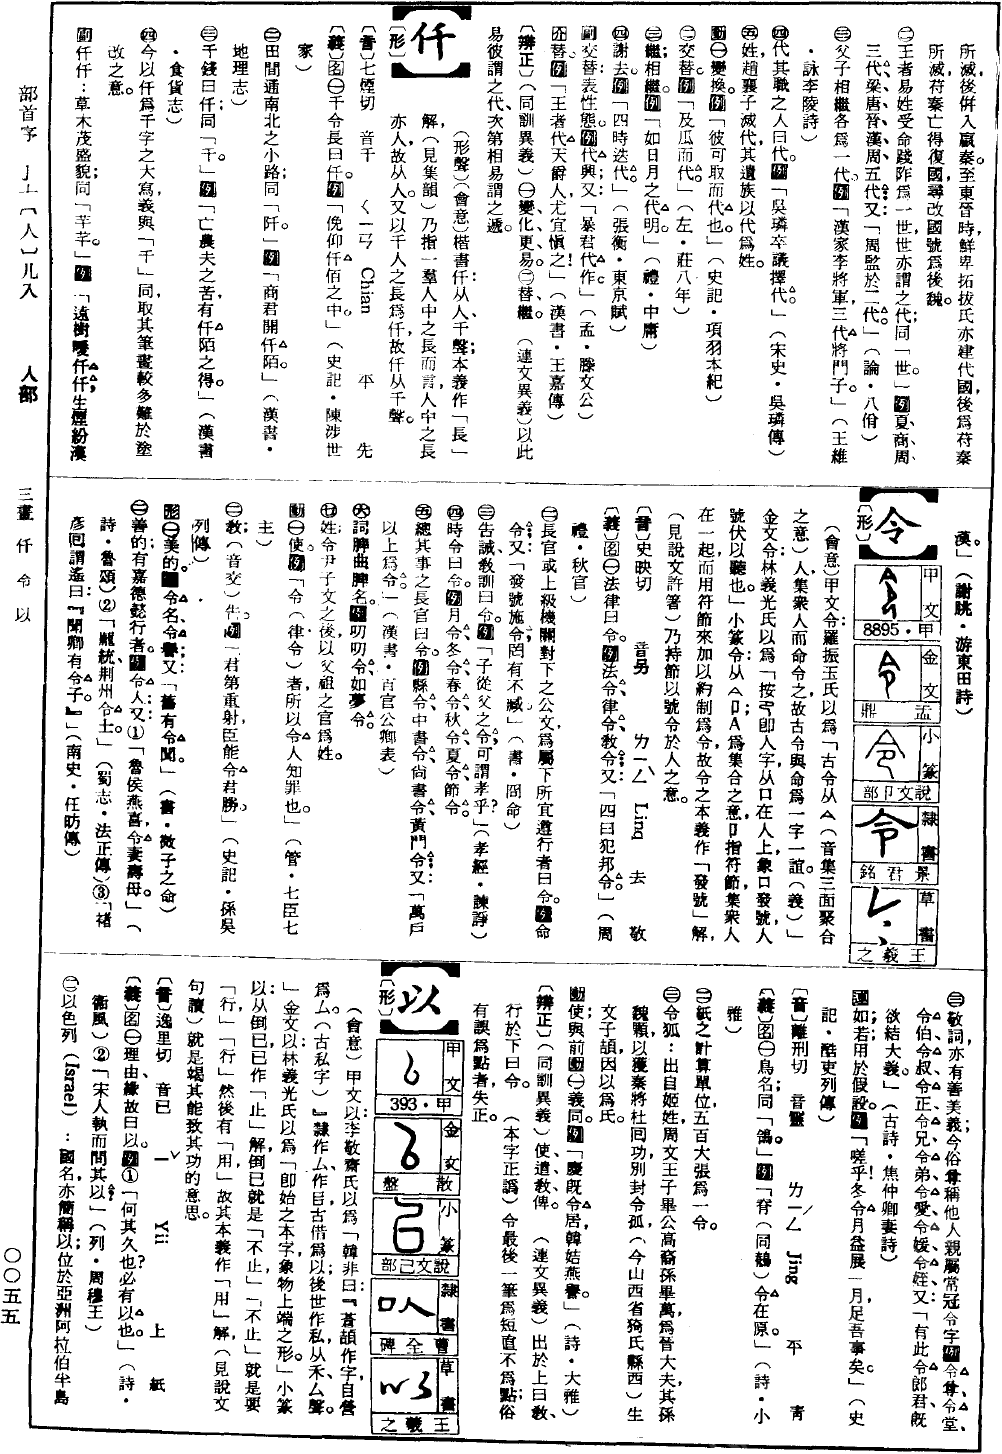 所滅，後併入嬴秦。至東晉時鮮卑拓拔氏亦建代國，後爲苻秦
所滅，苻秦亡得復國，尋改國號爲後魏。
㊁王者易姓受命踐阼爲一世，世亦謂之代；同「世。」例夏、商、周
三代；梁、唐、晉、漢、周五代；又：「周監於二代。」（論・八佾）
㊂父子相繼各爲一代。例「漢家李將軍，三代將門子。」（王維
・詠李陵詩）
㊃代其職之人曰代。例「吳璘卒，議擇代。」（宋史・吳璘傳）
㊄姓，趙襄子滅代，其遺族以代爲姓。
動㊀變換。例「彼可取而代也。」（史記・項羽本紀）
㊁交替。例「及瓜而代。」（左・莊八年）
㊂繼；相繼。例「如日月之代明。」（禮・中庸）
㊃謝去。例「四時迭代。」（張衡・東京賦）
副交替；表性態。例代興；又：「暴君代作。」（孟・滕文公）
介替。例「王者代天爵人，尤宜愼之！」（漢書・王嘉傳）
〔辨正〕（同訓異義）㊀變、化、更、易。㊁替、繼。（連文異義）以此
易彼謂之代，次第相易謂之遞。
【仟】
〔形〕
（形聲）（會意）楷書仟：从人，千聲；本義作「長」
解，（見集韻）乃指一羣人中之長而言，人中之長
亦人，故从人。又以千人之長爲仟，故仟从千聲。
〔音〕七煙切 音千 ㄑㄧㄢ Chian 平 先
〔義〕名㊀千令長曰仟。例「俛仰仟佰之中。」（史記・陳涉世
家）
㊁田間通南北之小路；同「阡。」例「商君開仟陌。」（漢書・
地理志）
㊂千錢曰仟；同「千。」例「亡農夫之苦，有仟陌之得。」（漢書
・食貨志）
㊃今以仟爲千字之大寫，義與「千」同，取其筆畫較多，難於塗
改之意。
副仟仟：草木茂盛貌；同「芊芊。」例「遠樹曖仟仟，生煙紛漠
漠。」（謝朓・游東田詩）
【令】
〔形〕
甲文 8895・甲
金文 盂鼎
小篆 說文卩部
隸書 景君銘
草書 王羲之
（會意）甲文令：羅振玉氏以爲「古令从亼（音集，三面聚合
之意）人，集衆人而命令之，故古令與命爲一字一誼。（義）」
金文令：林義光氏以爲「按卩卽人字，从口在人上，象口發號，人
號伏以聽也。」小篆令：从亼卩，亼爲集合之意，卩指符節，集衆人
在一起，而用符節來加以約制爲令，故令之本義作「發號」解，
（見說文許箸）乃持節以號令於人之意。
〔音〕史映切 音另 ㄌㄧㄥˋ Ling 去 敬
〔義〕名㊀法律曰令。例法令、律令、敎令；又：「四曰犯邦令。」（周
禮・秋官）
㊁長官或上級機關對下之公文，爲屬下所宜遵行者曰令。例命
令；又：「發號施令，罔有不臧。」（書・冏命）
㊂告誡敎訓曰令。例「子從父之令，可謂孝乎？」（孝經・諫諍）
㊃時令曰令。例月令、冬令、春令、秋令、夏令、節令。
㊄總其事之長官曰令。例縣令、中書令、尙書令、黃門令；又：「萬戶
以上爲令。」（漢書・百官公卿表）
㊅詞牌曲牌名。例叨叨令、如夢令。
㊆姓，令尹子文之後，以父祖之官爲姓。
動㊀使。例「令（律令）者，所以令人知罪也。」（管・七臣七
主）
㊁敎；（音交）告。例「君第重射，臣能令君勝。」（史記・孫吳
列傳）
形㊀美的。例令名、令譽；又：「舊有令聞。」（書・微子之命）
㊁善的；有嘉德懿行者。例令人；又：①「魯侯燕喜，令妻壽母。」（
詩・魯頌）②「龐統，荆州令士。」（蜀志・法正傳）③「褚
彥回謂遙曰：『聞卿有令子。』」（南史・任昉傳）
㊂敬詞，亦有善、美義，今俗尊稱他人親屬常冠令字。例令尊、令堂、
令伯、令叔、令正、令兄、令弟、令愛、令媛、令姪；又：「有此令郎君，旣
欲結大義。」（古詩・焦仲卿妻詩）
連如；若；用於假設。例「嗟乎！冬令月益展一月，足吾事矣。」（史
記・酷吏列傳）
〔音〕離刑切 音靈 ㄌㄧㄥˊ Jing 平 青
〔義〕名㊀鳥名；同「鴒。」例「脊（同鶺）令在原。」（詩・小
雅）
㊁紙之計算單位，五百大張爲一令。
㊂令狐：出自姬姓，周文王子畢公高裔孫畢萬爲晉大夫，其孫
魏顆，以獲秦將杜回功，別封令孤，（今山西省猗氏縣西）生
文子頡，因以爲氏。
動使；與前動㊀義同。例「慶旣令居，韓姞燕譽。」（詩・大雅）
〔辨正〕（同訓異義）使、遣、敎、俾。（連文異義）出於上曰敎，
行於下曰令。（本字正譌）令最後一筆爲短直，不爲點；俗
有誤爲點者，失正。
【以】
〔形〕
甲文 393・甲
金文 散盤
小篆 說文己部
隸書 曹全碑
草書 王羲之
（會意）甲文以：李敬齋氏以爲「韓非曰：『蒼頡作字，自營
爲厶。（古私字）』隸作厶作㠯，古借爲以；後世作私，从禾，厶聲。
」金文以：林義光氏以爲「卽始之本字，象物上端之形。」小篆
以：从倒已，已作「止」解，倒已就是「不止」，「不止」就是要
「行」，「行」然後有「用」，故其本義作「用」解，（見說文
句讀）就是竭其能致其功的意思。
〔音〕逸里切 音已 ㄧˇ Yii 上 紙
〔義〕名㊀理由；緣故曰以。例①「何其久也？必有以也。」（詩・
衞風）②「宋人執而問其以。」（列・周穆王）
㊁以色列（Israel）：國名，亦簡稱以；位於亞洲阿拉伯半島
部首字 亅亠〔人〕儿入 人部 三畫 仟 令 以 〇〇五五